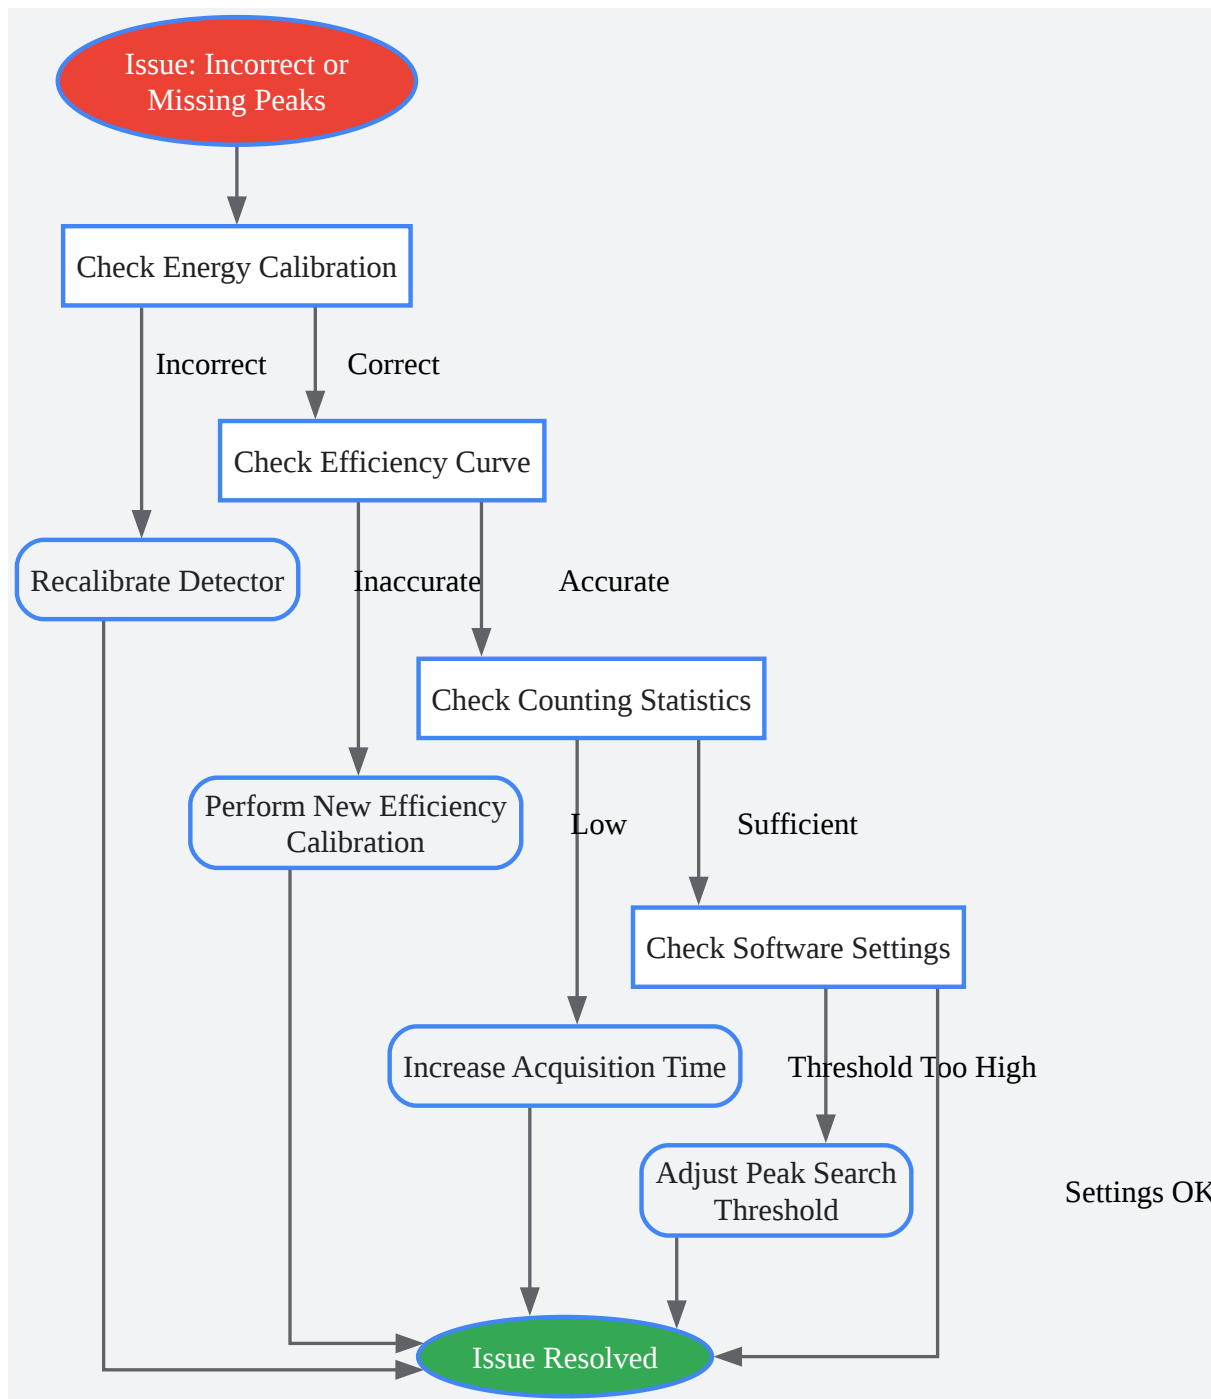 Issue: Incorrect or
Missing Peaks
Check Energy Calibration
Incorrect
Correct
Check Efficiency Curve
Recalibrate Detector
Inaccurate
Accurate
Check Counting Statistics
Perform New Efficiency
Calibration
Low
Sufficient
Check Software Settings
Increase Acquisition Time
Threshold Too High
Adjust Peak Search
Threshold
Settings OK
Issue Resolved